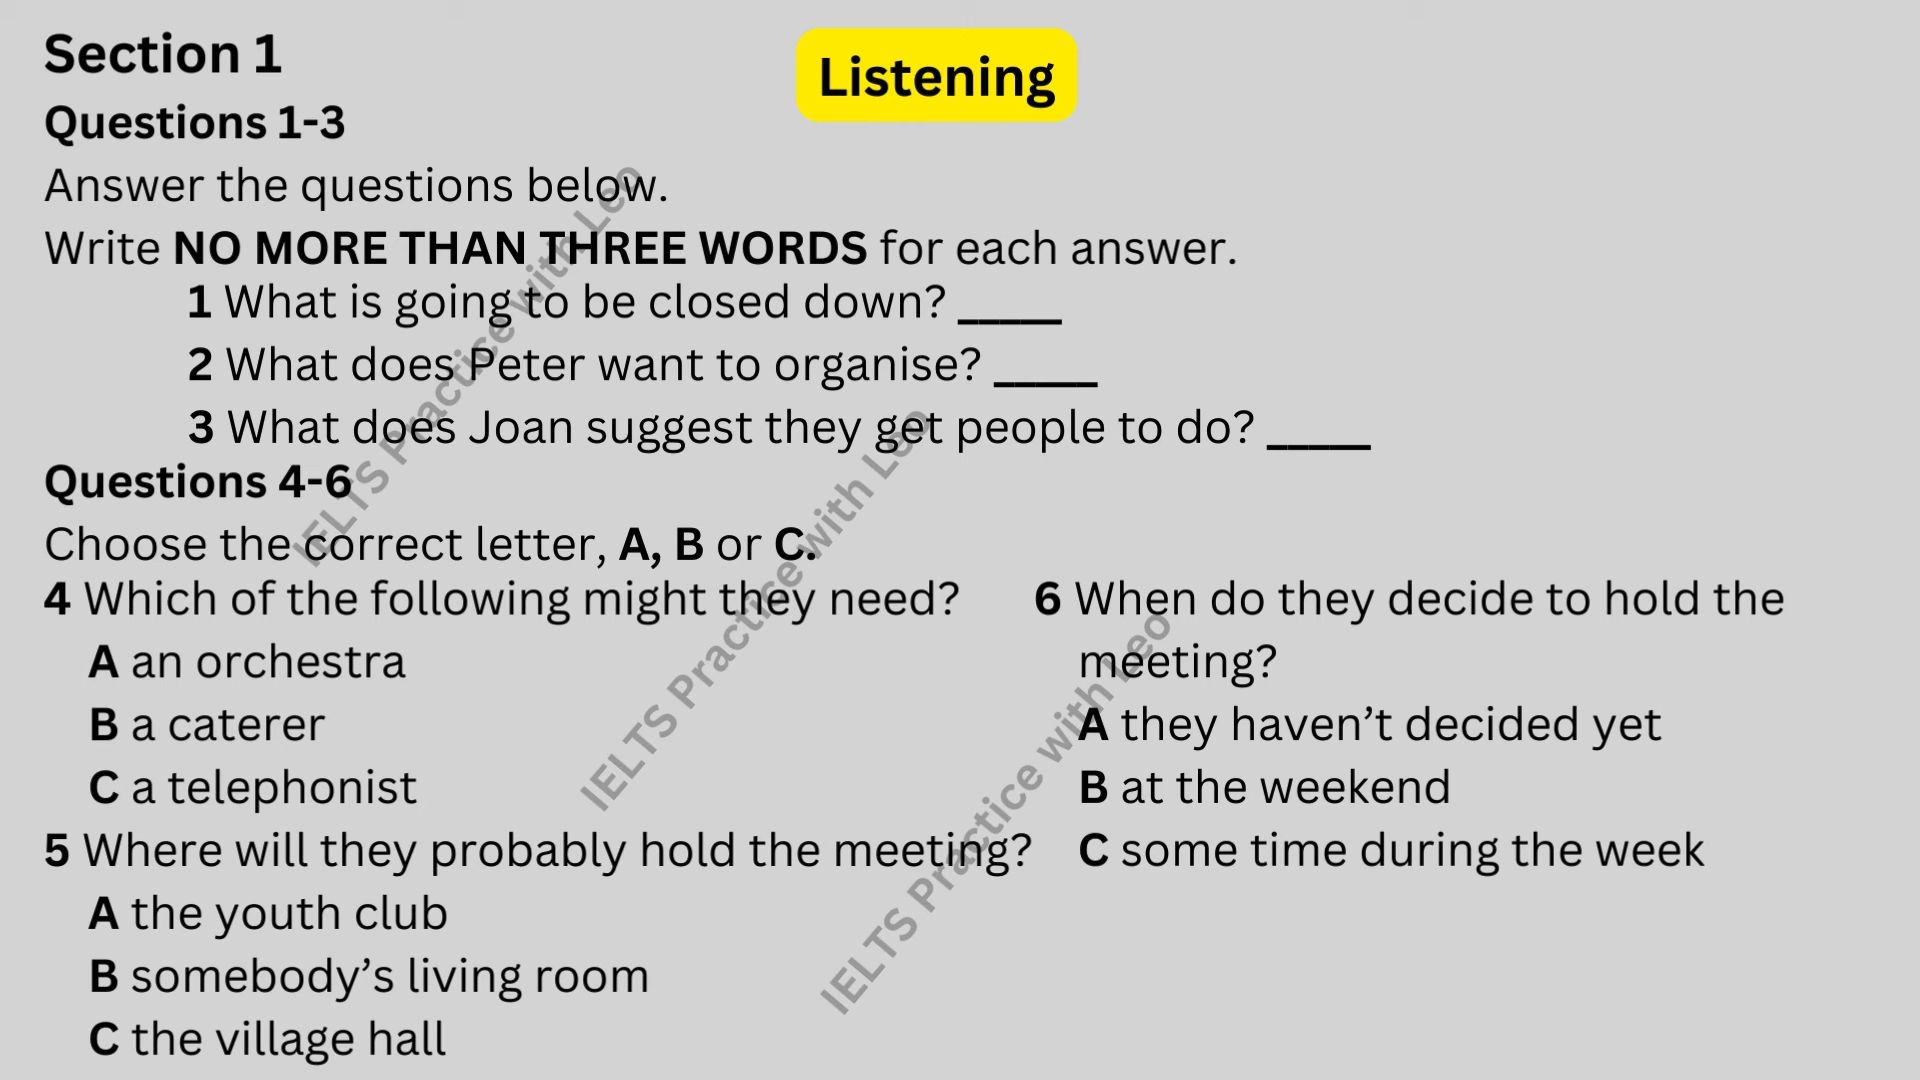 Section 1
Listening
Questions 1-3
Answer the questions below.
Write NO MORE THAN THREE WORDS for each answer.
1 What is going to be closed down? _____
2 What does Peter want to organise? _____
3 What does Joan suggest they get people to do? _____
Questions 4-6
Choose the correct letter, A, B or C.
4 Which of the following might they need?
A an orchestra
B a caterer
C a telephonist
5 Where will they probably hold the meeting?
A the youth club
B somebody’s living room
C the village hall
6 When do they decide to hold the
meeting?
A they haven’t decided yet
B at the weekend
C some time during the week
IELTS Practice with Leo
IELTS Practice with Leo
IELTS Practice with Leo